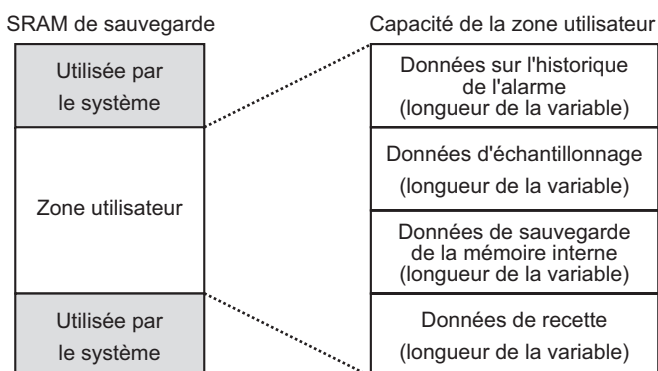 SRAM de sauvegarde
Utilisée par
le système
Zone utilisateur
Utilisée par
le système
Capacité de la zone utilisateur
Données sur l'historique
de l'alarme
(longueur de la variable)
Données d'échantillonnage
(longueur de la variable)
Données de sauvegarde
de la mémoire interne
(longueur de la variable)
Données de recette
(longueur de la variable)